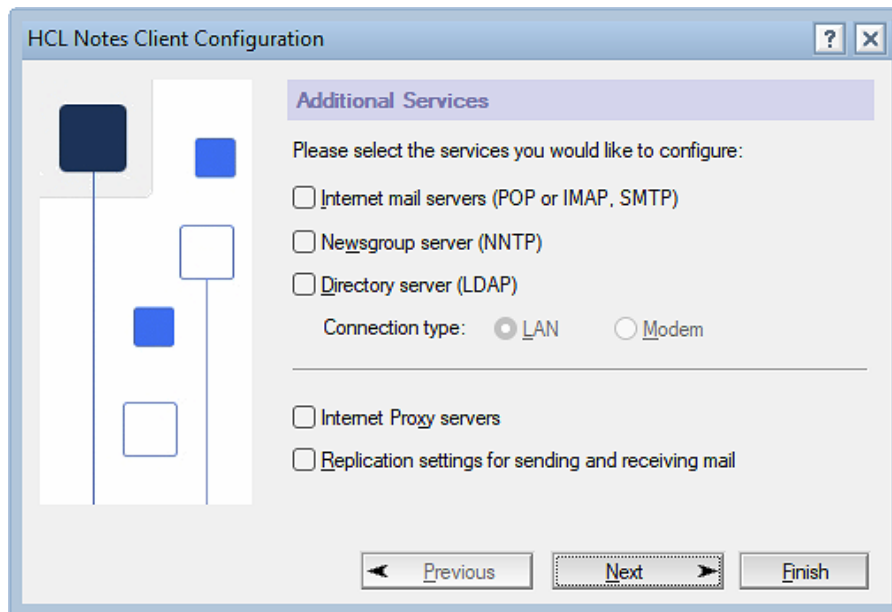 HCL Notes Client Configuration ?
Additional Services
Please select the services you would like to configure:
Internet mail servers (POP or IMAP, SMTP)
Newsgroup server (NNTP)
Directory server (LDAP)
Connection type: LAN Modem
Internet Proxy servers
Replication settings for sending and receiving mail
Previous Next Finish